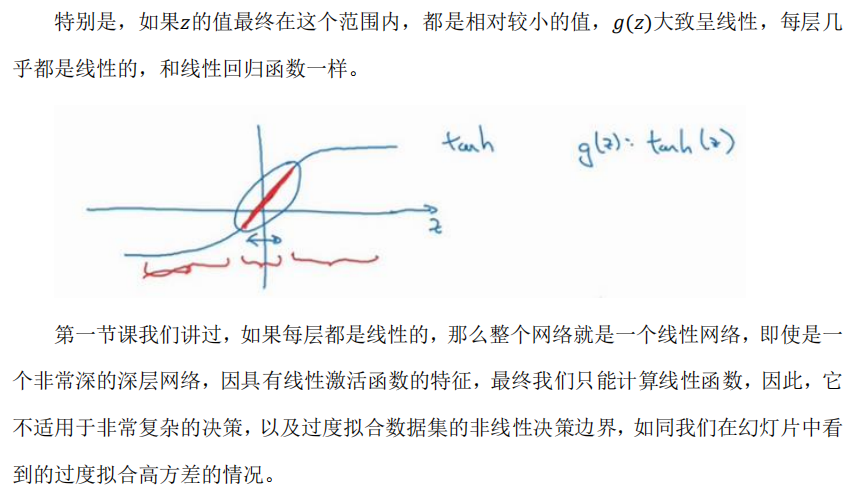 特别是，如果𝑧的值最终在这个范围内，都是相对较小的值，𝑔(𝑧)大致呈线性，每层几
乎都是线性的，和线性回归函数一样。
tanh
g(z): tanh(z)
z
第一节课我们讲过，如果每层都是线性的，那么整个网络就是一个线性网络，即使是一
个非常深的深层网络，因具有线性激活函数的特征，最终我们只能计算线性函数，因此，它
不适用于非常复杂的决策，以及过度拟合数据集的非线性决策边界，如同我们在幻灯片中看
到的过度拟合高方差的情况。